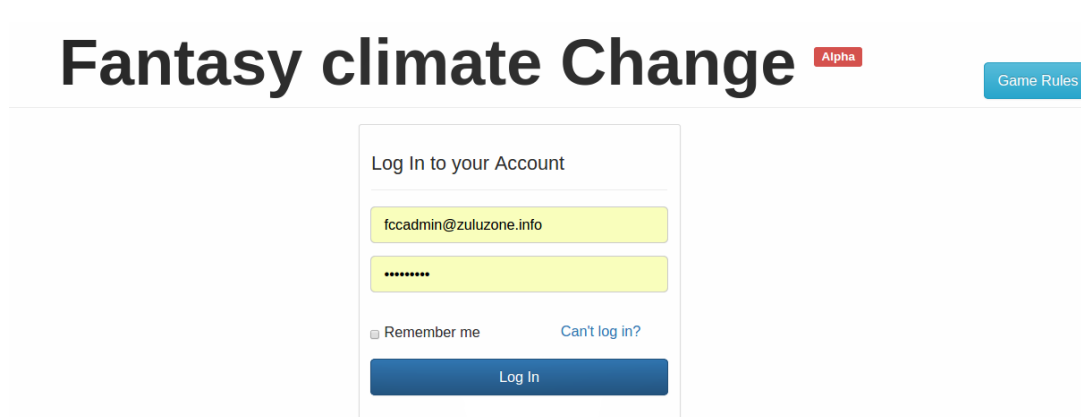 Fantasy climate Change Alpha
Game Rules
Log In to your Account
fccadmin@zuluzone.info
•••••••••
Remember me Can't log in?
Log In